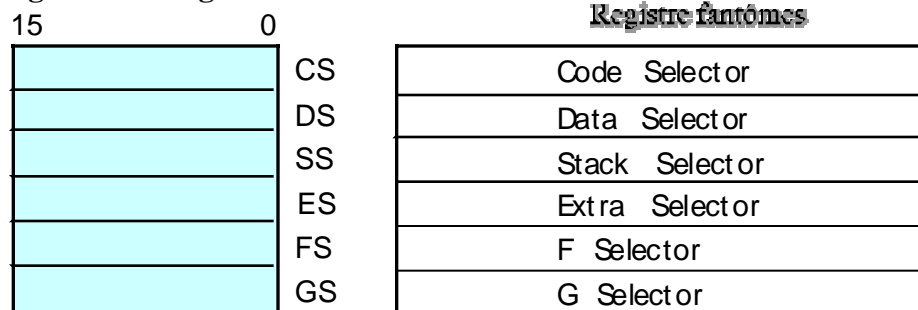 Registre fantômes
15 0
CS Code Selector
DS Data Selector
SS Stack Selector
ES Extra Selector
FS F Selector
GS G Selector